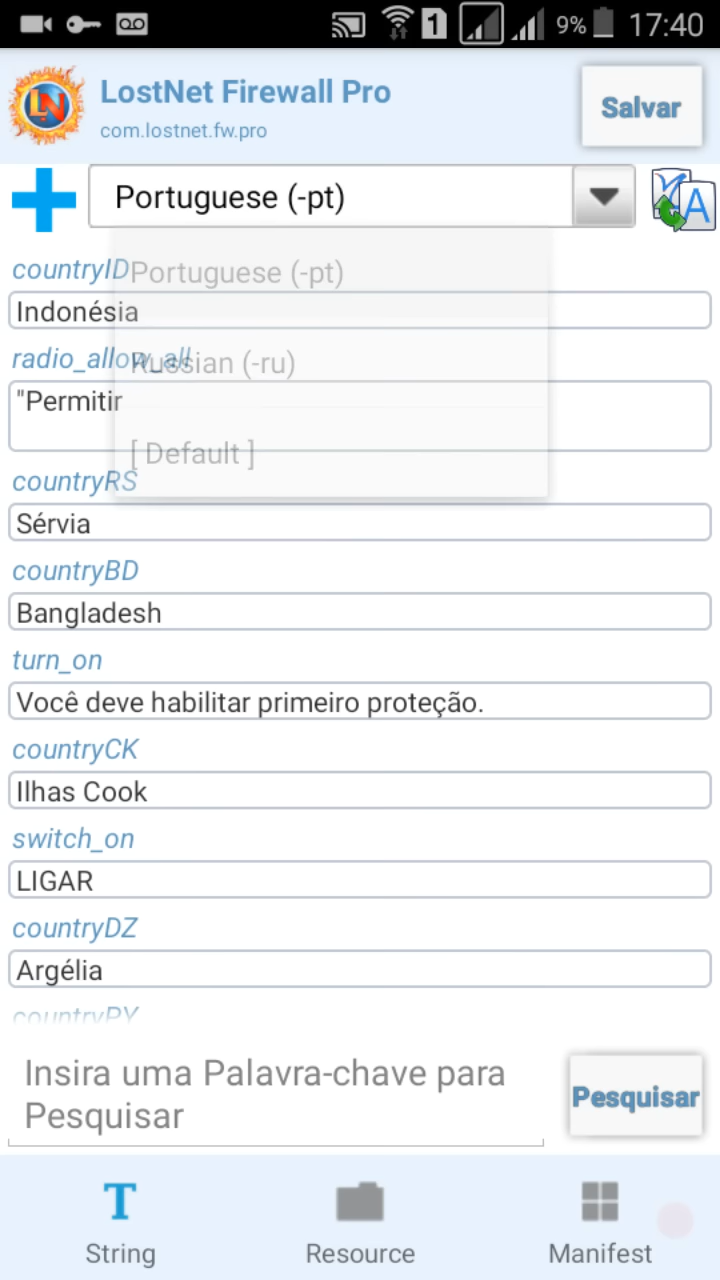 1 9% 17:40
LostNet Firewall Pro
com.lostnet.fw.pro
Salvar
LN
Portuguese (-pt)
A
countryID
Portuguese (-pt)
Indonésia
radio_allow_all
Russian (-ru)
"Permitir
[ Default ]
countryRS
Sérvia
countryBD
Bangladesh
turn_on
Você deve habilitar primeiro proteção.
countryCK
Ilhas Cook
switch_on
LIGAR
countryDZ
Argélia
countryPY
Insira uma Palavra-chave para
Pesquisar
Pesquisar
T
String
Resource
Manifest